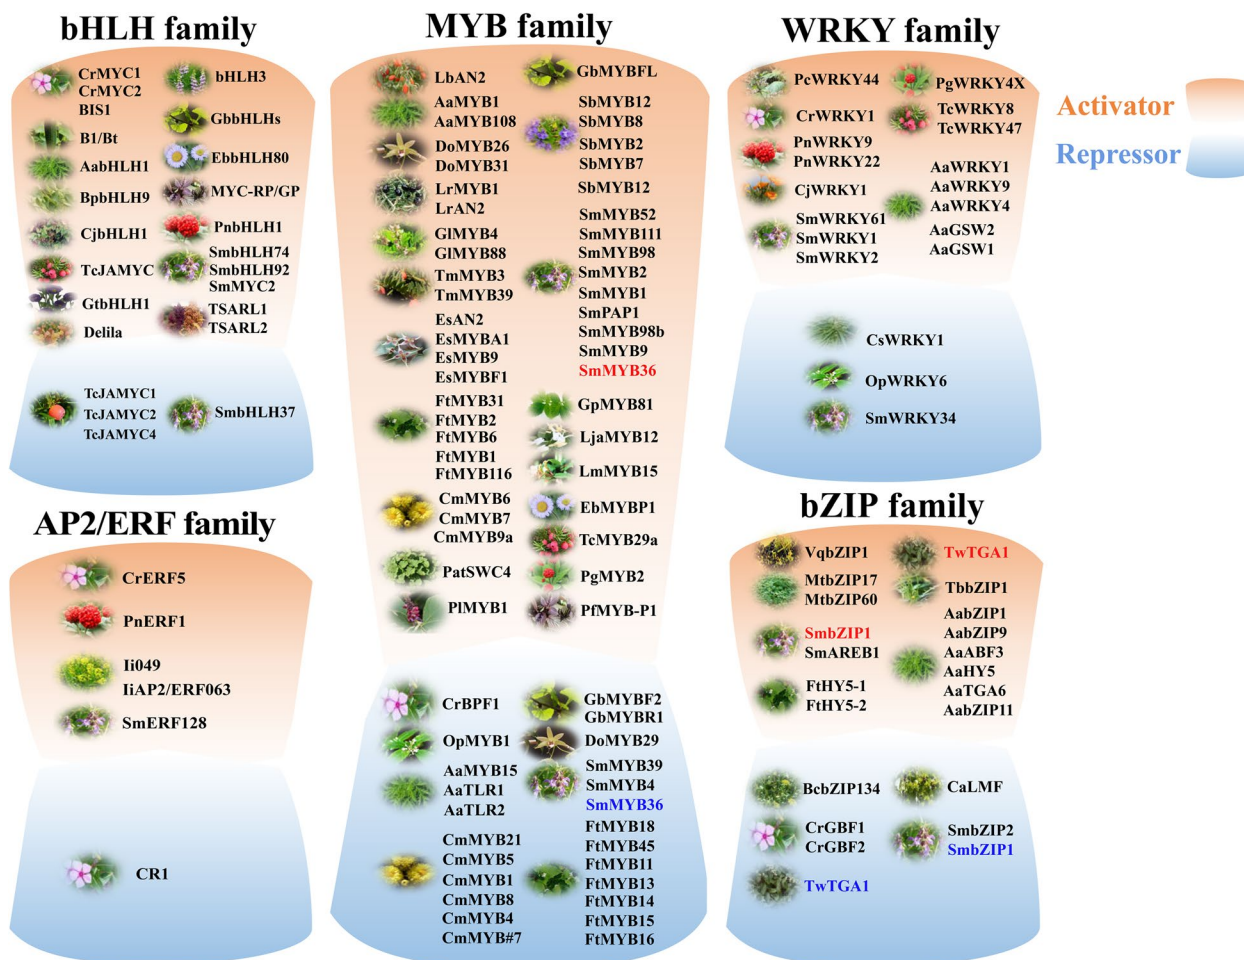 bHLH family
CrMYC1
CrMYC2
BIS1
B1/Bt
AabHLH1
BpbHLH9
CjbHLH1
TcJAMYC
GtbHLH1
Delila
bHLH3
GbbHLHs
EbbHLH80
MYC-RP/GP
PnbHLH1
SmbHLH74
SmbHLH92
SmMYC2
TSARL1
TSARL2
TcJAMYC1
TcJAMYC2
TcJAMYC4
SmbHLH37
AP2/ERF family
CrERF5
PnERF1
Ii049
IiAP2/ERF063
SmERF128
CR1
MYB family
LbAN2
AaMYB1
AaMYB108
DoMYB26
DoMYB31
LrMYB1
LrAN2
GlMYB4
GlMYB88
TmMYB3
TmMYB39
EsAN2
EsMYBA1
EsMYB9
EsMYBF1
FtMYB31
FtMYB2
FtMYB6
FtMYB1
FtMYB116
CmMYB6
CmMYB7
CmMYB9a
PatSWC4
PlMYB1
GbMYBFL
SbMYB12
SbMYB8
SbMYB2
SbMYB7
SbMYB12
SmMYB52
SmMYB111
SmMYB98
SmMYB2
SmMYB1
SmPAP1
SmMYB98b
SmMYB9
SmMYB36
GpMYB81
LjaMYB12
LmMYB15
EbMYBP1
TcMYB29a
PgMYB2
PfMYB-P1
CrBPF1
OpMYB1
AaMYB15
AaTLR1
AaTLR2
CmMYB21
CmMYB5
CmMYB1
CmMYB8
CmMYB4
CmMYB#7
GbMYBF2
GbMYBR1
DoMYB29
SmMYB39
SmMYB4
SmMYB36
FtMYB18
FtMYB45
FtMYB11
FtMYB13
FtMYB14
FtMYB15
FtMYB16
WRKY family
PcWRKY44
CrWRKY1
PnWRKY9
PnWRKY22
CjWRKY1
SmWRKY61
SmWRKY1
SmWRKY2
PgWRKY4X
TcWRKY8
TcWRKY47
AaWRKY1
AaWRKY9
AaWRKY4
AaGSW2
AaGSW1
CsWRKY1
OpWRKY6
SmWRKY34
bZIP family
VqbZIP1
MtbZIP17
MtbZIP60
SmbZIP1
SmAREB1
FtHY5-1
FtHY5-2
TwTGA1
TbbZIP1
AabZIP1
AabZIP9
AaABF3
AaHY5
AaTGA6
AabZIP11
BcbZIP134
CrGBF1
CrGBF2
TwTGA1
CaLMF
SmbZIP2
SmbZIP1
Activator
Repressor